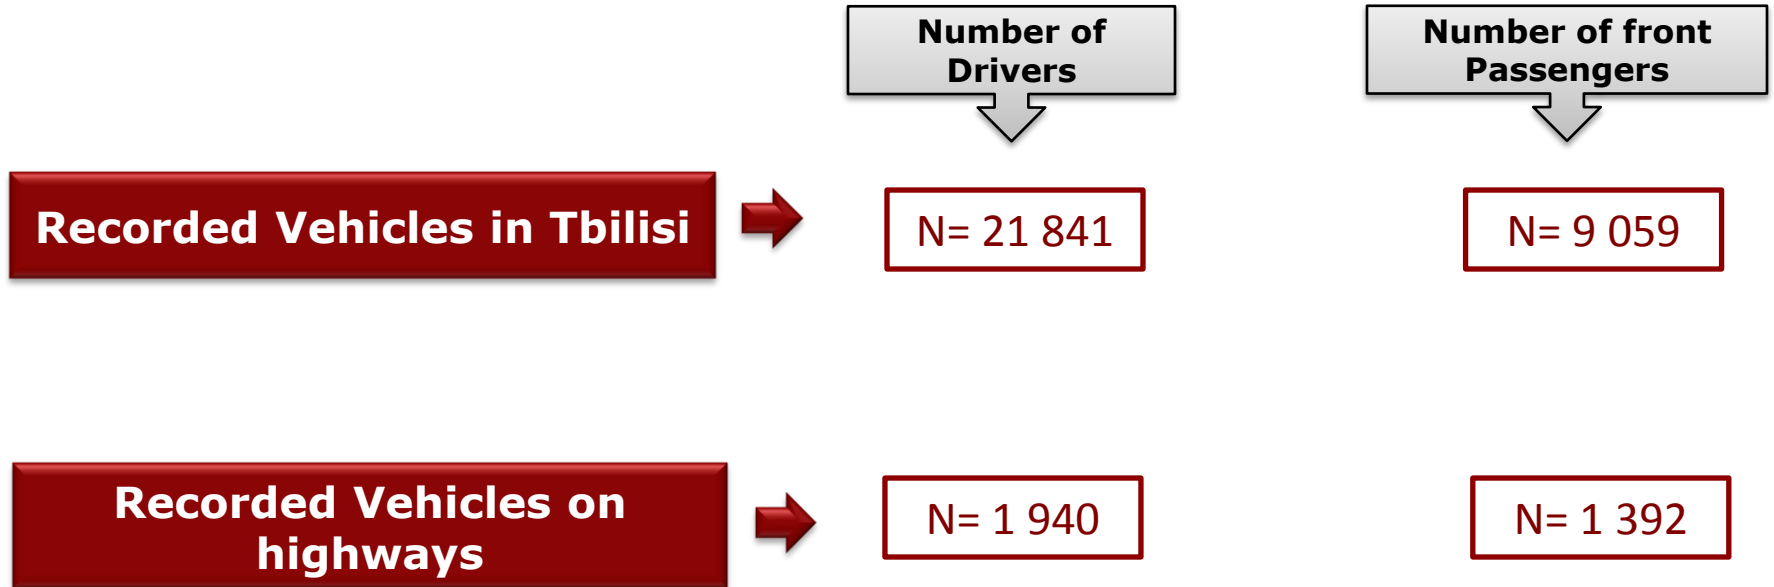 Number of
Drivers
Number of front
Passengers
Recorded Vehicles in Tbilisi
N= 21 841
N= 9 059
Recorded Vehicles on
highways
N= 1 940
N= 1 392